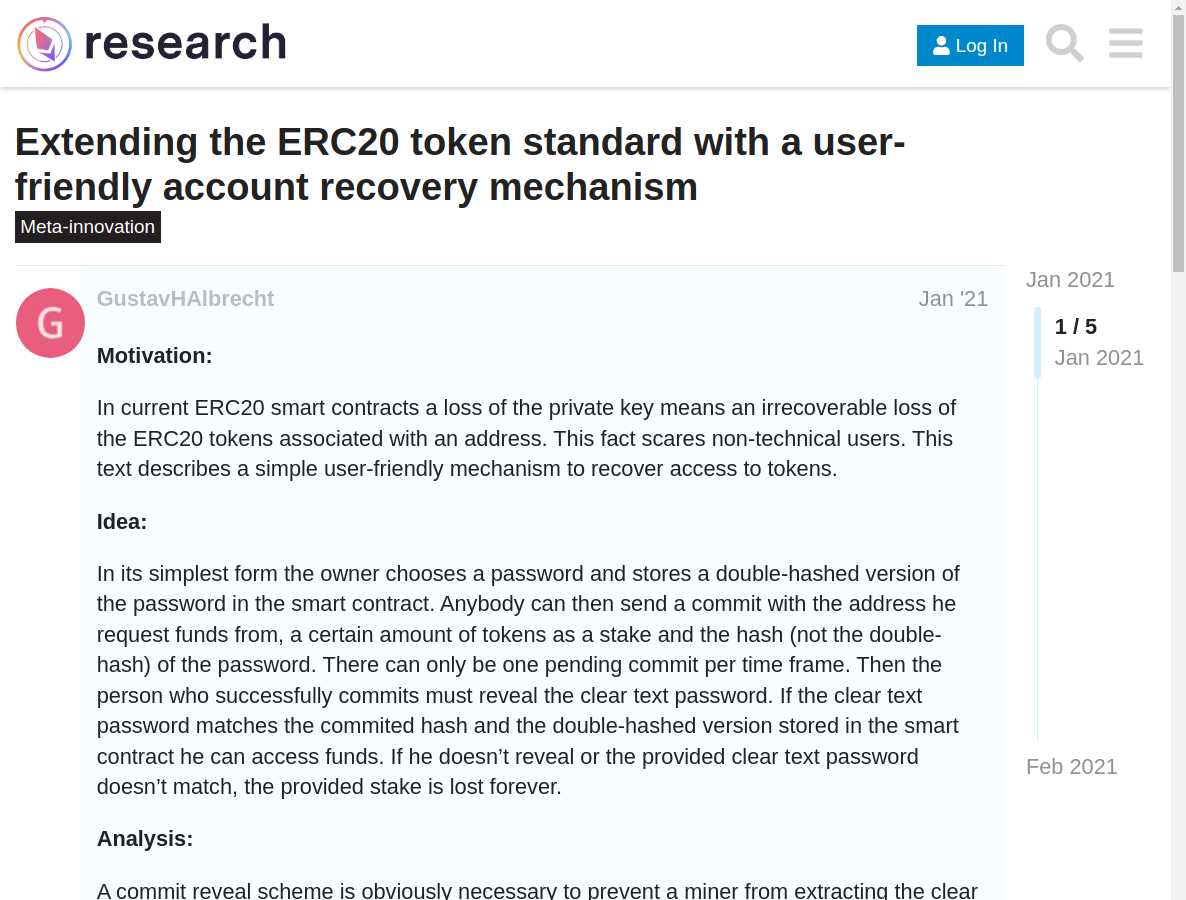 research
Log In
Extending the ERC20 token standard with a user-
friendly account recovery mechanism
Meta-innovation
Jan 2021
G
GustavHAlbrecht
Jan '21
1 / 5
Jan 2021
Motivation:
In current ERC20 smart contracts a loss of the private key means an irrecoverable loss of
the ERC20 tokens associated with an address. This fact scares non-technical users. This
text describes a simple user-friendly mechanism to recover access to tokens.
Idea:
In its simplest form the owner chooses a password and stores a double-hashed version of
the password in the smart contract. Anybody can then send a commit with the address he
request funds from, a certain amount of tokens as a stake and the hash (not the double-
hash) of the password. There can only be one pending commit per time frame. Then the
person who successfully commits must reveal the clear text password. If the clear text
password matches the commited hash and the double-hashed version stored in the smart
contract he can access funds. If he doesn’t reveal or the provided clear text password
doesn’t match, the provided stake is lost forever.
Feb 2021
Analysis:
A commit reveal scheme is obviously necessary to prevent a miner from extracting the clear